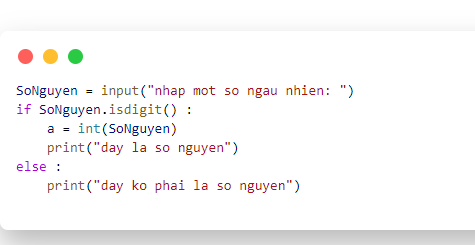 SoNguyen = input("nhap mot so ngau nhien: ")
if SoNguyen.isdigit() :
    a = int(SoNguyen)
    print("day la so nguyen")
else :
    print("day ko phai la so nguyen")